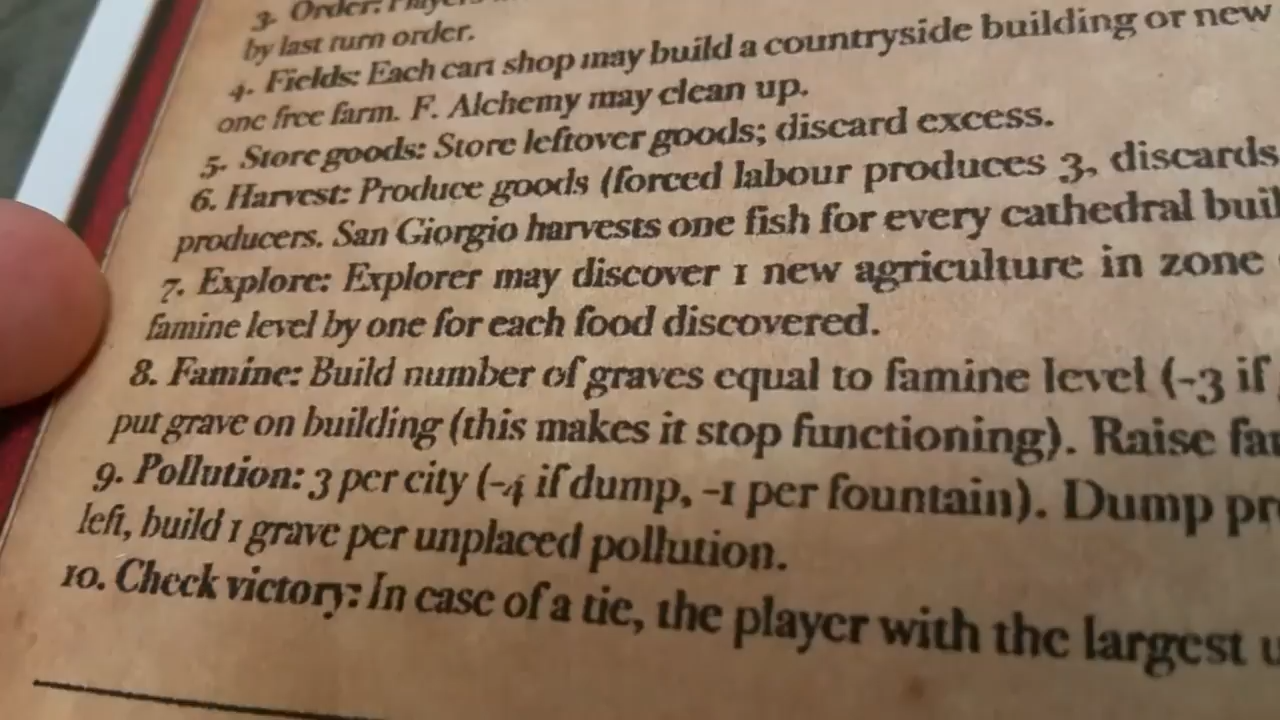 3. Order: Players
by last turn order.
4. Fields: Each cart shop may build a countryside building or new
one free farm. F. Alchemy may clean up.
5. Store goods: Store leftover goods; discard excess.
6. Harvest: Produce goods (forced labour produces 3, discards
producers. San Giorgio harvests one fish for every cathedral buil
7. Explore: Explorer may discover 1 new agriculture in zone
famine level by one for each food discovered.
8. Famine: Build number of graves equal to famine level (-3 if
put grave on building (this makes it stop functioning). Raise fa
9. Pollution: 3 per city (-4 if dump, -1 per fountain). Dump pr
left, build 1 grave per unplaced pollution.
10. Check victory: In case of a tie, the player with the largest u